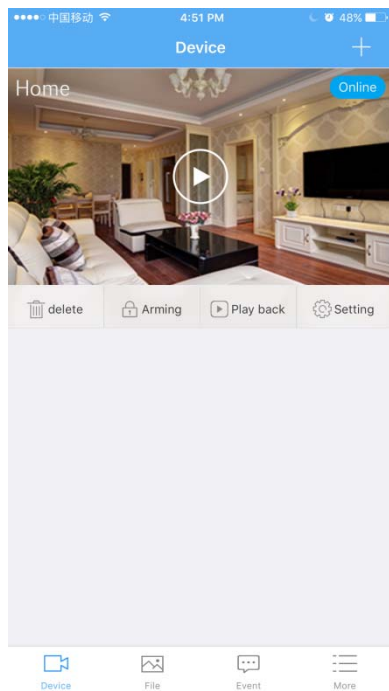 中国移动 4:51 PM 48%
Device
Home Online
delete Arming Play back Setting
Device File Event More